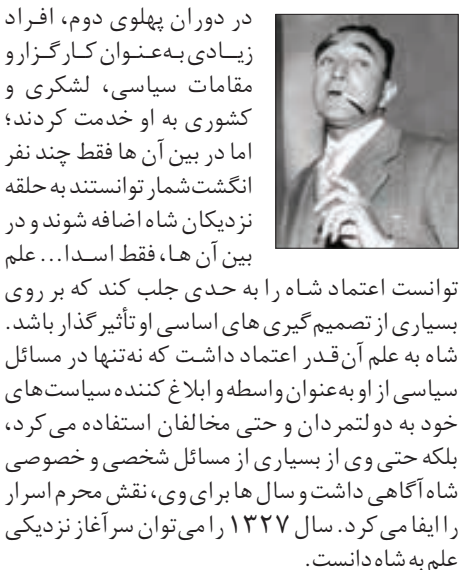 در دوران پهلوی دوم، افراد
زیادی به‌عنوان کارگزار و
مقامات سیاسی، لشکری و
کشوری به او خدمت کردند؛
اما در بین آن ها فقط چند نفر
انگشت‌شمار توانستند به حلقه
نزدیکان شاه اضافه شوند و در
بین آن ها، فقط اسدا... علم
توانست اعتماد شاه را به حدی جلب کند که بر روی
بسیاری از تصمیم گیری های اساسی او تأثیر گذار باشد.
شاه به علم آن‌قدر اعتماد داشت که نه‌تنها در مسائل
سیاسی از او به‌عنوان واسطه و ابلاغ کننده سیاست‌های
خود به دولتمردان و حتی مخالفان استفاده می کرد،
بلکه حتی وی از بسیاری از مسائل شخصی و خصوصی
شاه آگاهی داشت و سال ها برای وی، نقش محرم اسرار
را ایفا می کرد. سال ۱۳۲۷ را می‌توان سرآغاز نزدیکی
علم به شاه دانست.